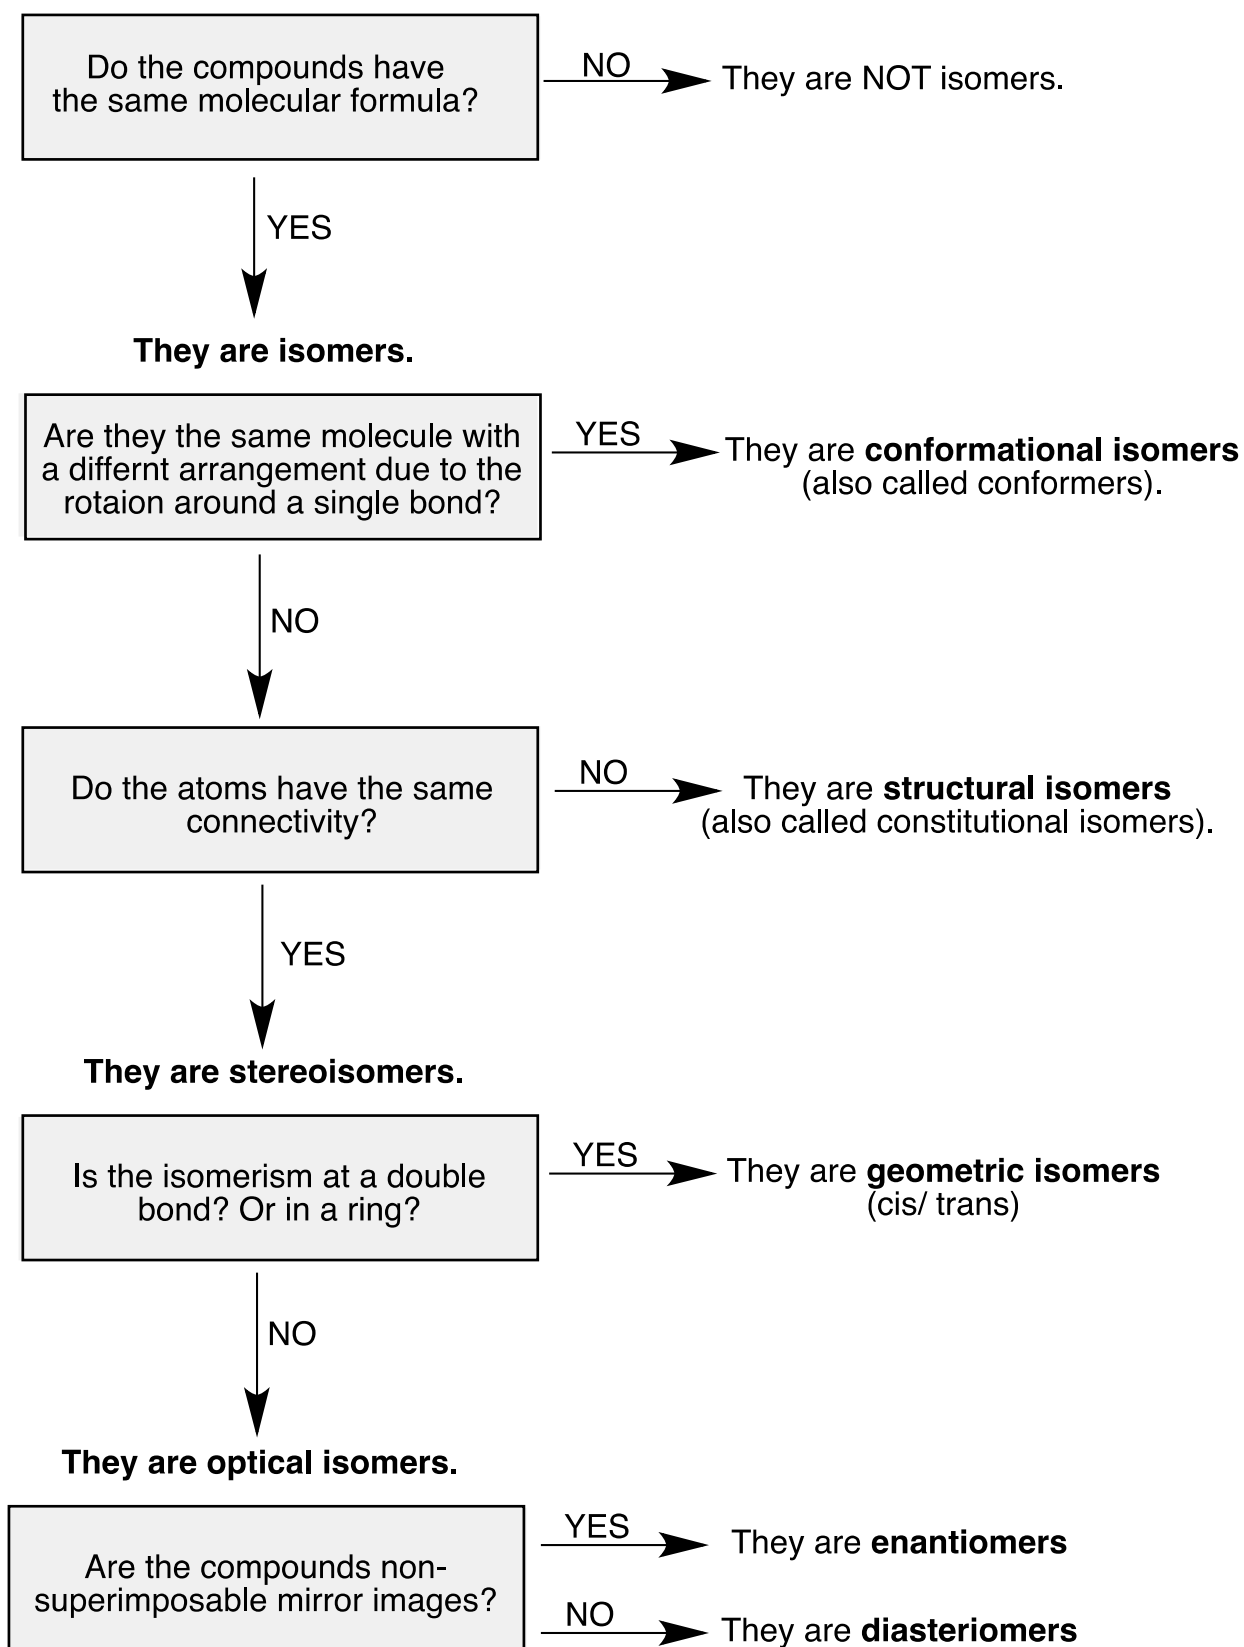 Do the compounds have
the same molecular formula?
NO
They are NOT isomers.
YES
They are isomers.
Are they the same molecule with
a differnt arrangement due to the
rotaion around a single bond?
YES
They are conformational isomers
(also called conformers).
NO
Do the atoms have the same
connectivity?
NO
They are structural isomers
(also called constitutional isomers).
YES
They are stereoisomers.
Is the isomerism at a double
bond? Or in a ring?
YES
They are geometric isomers
(cis/ trans)
NO
They are optical isomers.
Are the compounds non-
superimposable mirror images?
YES
They are enantiomers
NO
They are diasteriomers